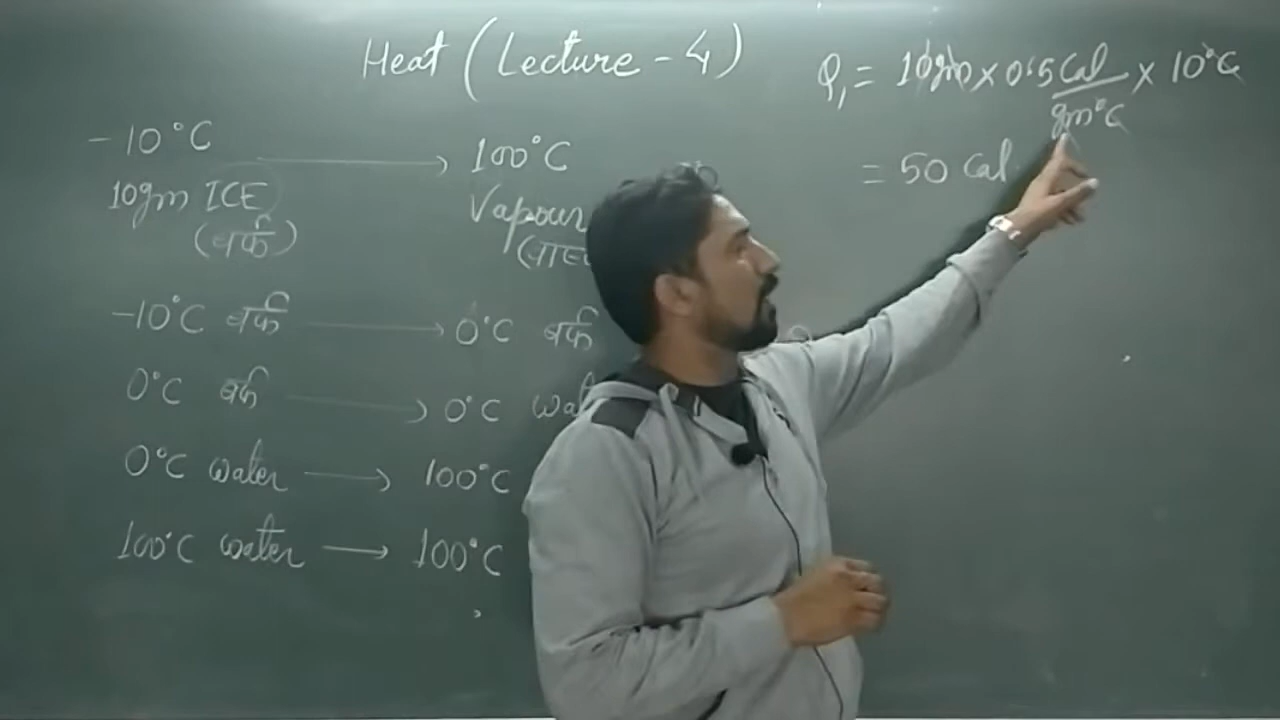 Heat (Lecture - 4)
-10°C → 100°C
10gm ICE Vapour
(बर्फ)
-10°C बर्फ → 0°C बर्फ
0°C बर्फ → 0°C
0°C water → 100°C
100°C water → 100°C
Q₁ = 10gm × 0.5 Cal/gm°C × 10°C
= 50 Cal